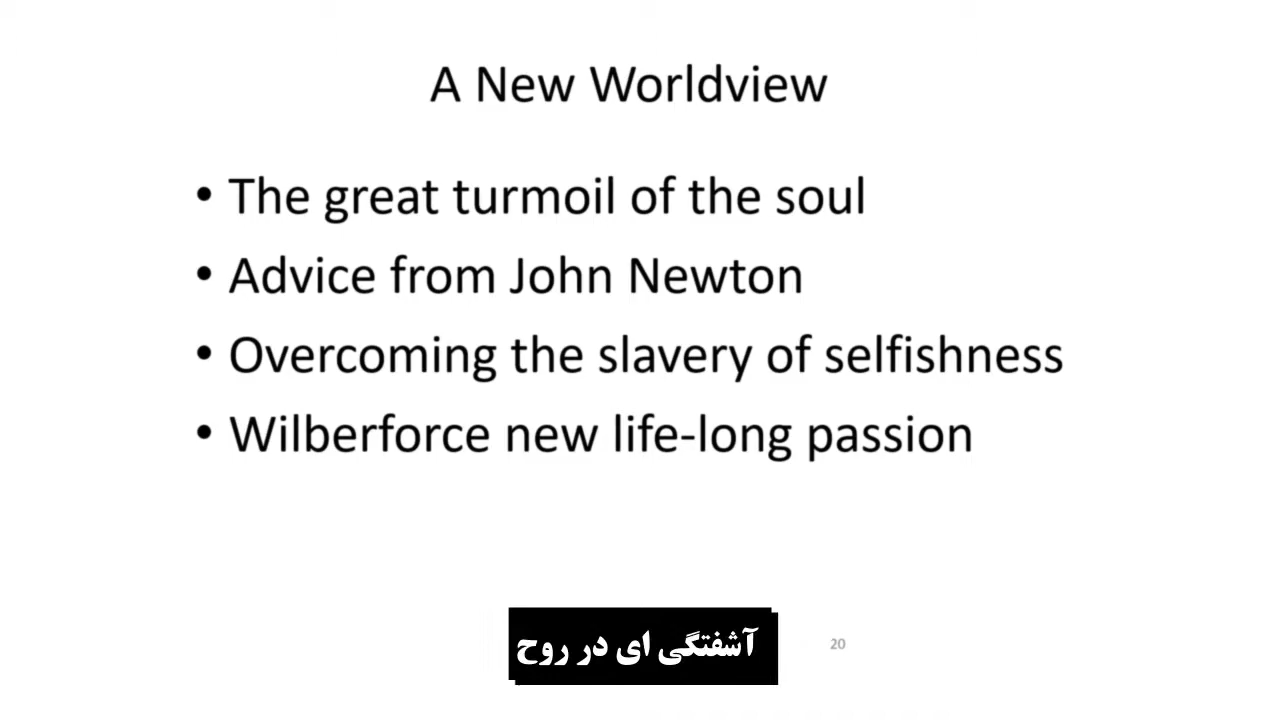 A New Worldview
• The great turmoil of the soul
• Advice from John Newton
• Overcoming the slavery of selfishness
• Wilberforce new life-long passion
آشفتگی ای در روح
20